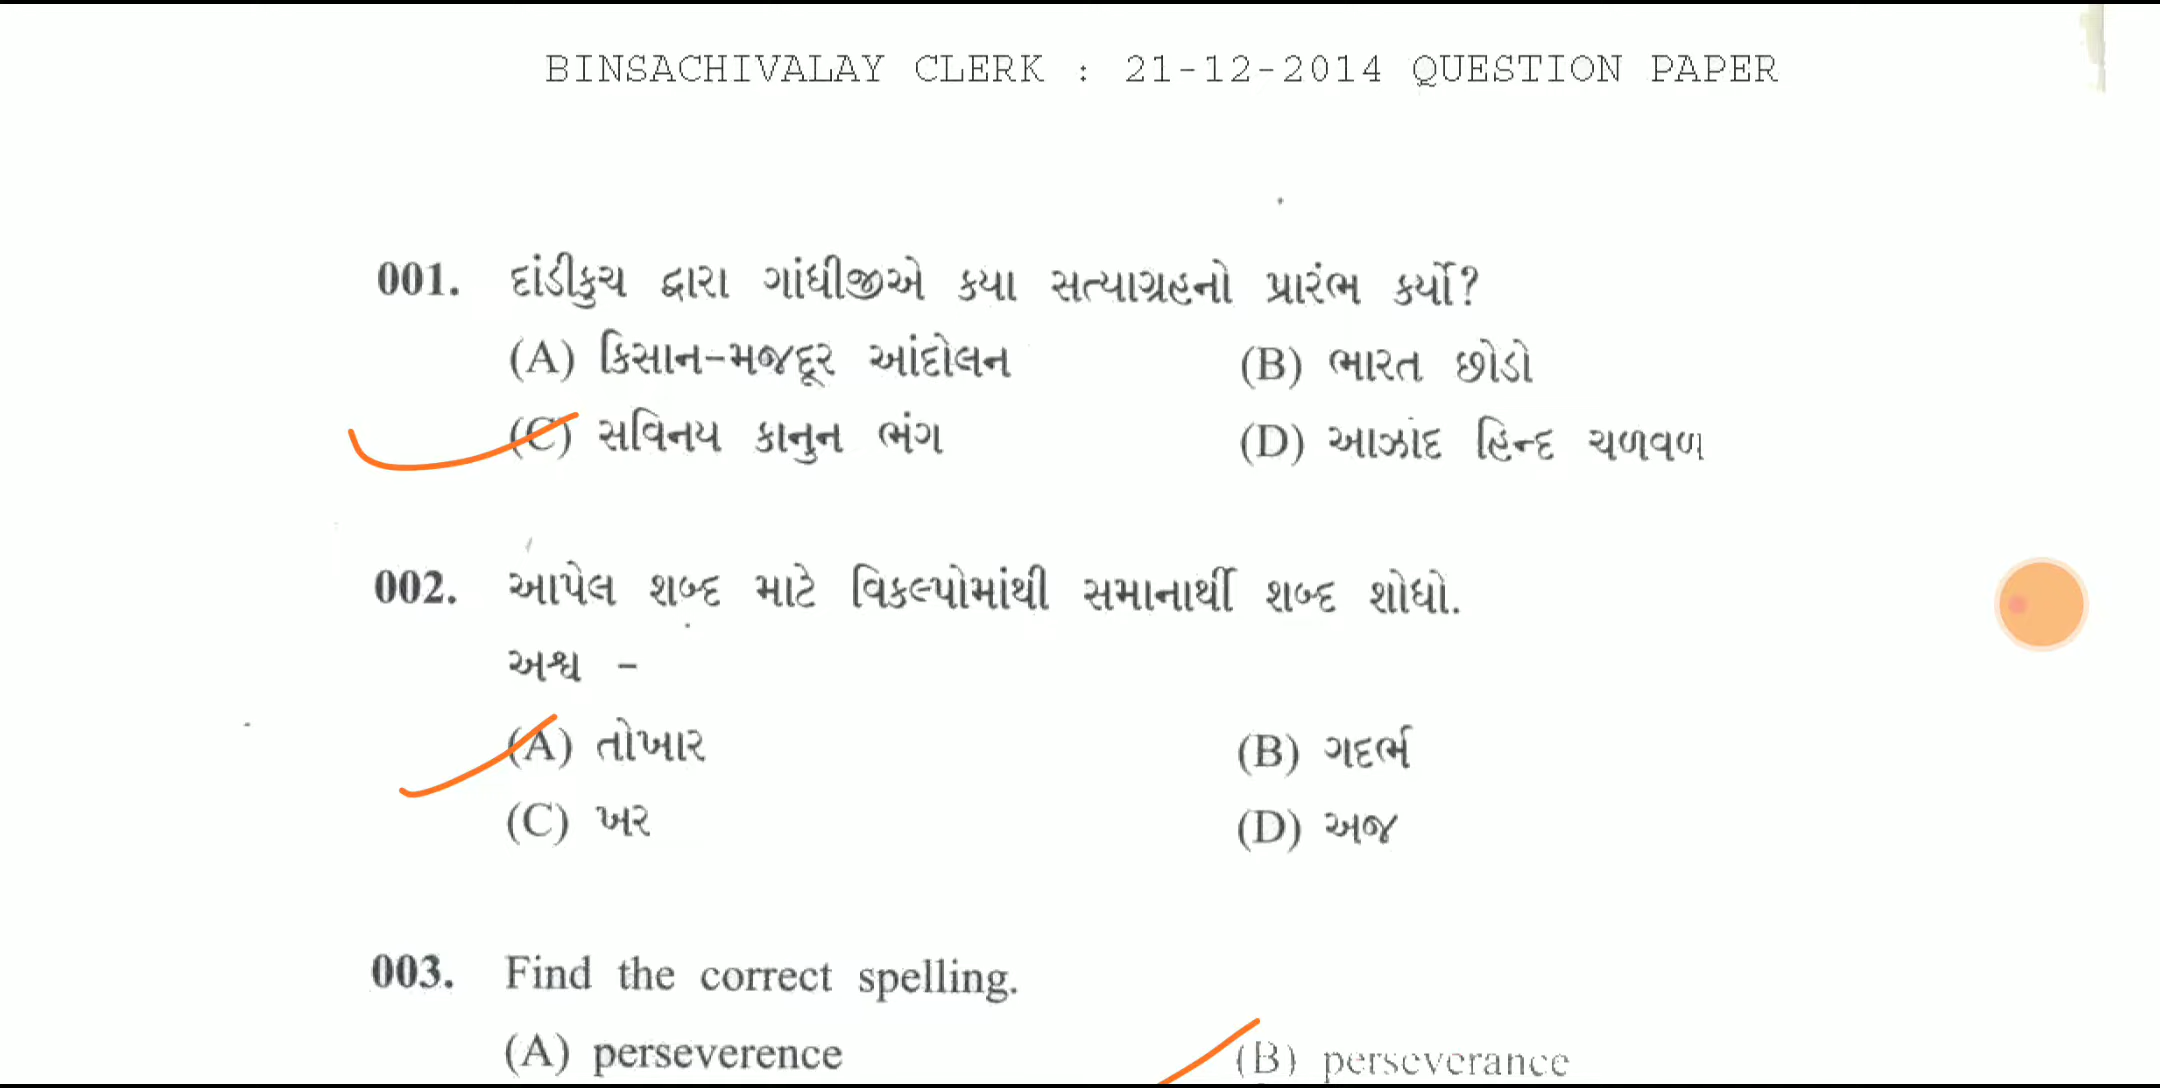 BINSACHIVALAY CLERK : 21-12-2014 QUESTION PAPER
001. દાંડીકુચ દ્વારા ગાંધીજીએ કયા સત્યાગ્રહનો પ્રારંભ કર્યો?
(A) કિસાન-મજદૂર આંદોલન (B) ભારત છોડો
(C) સવિનય કાનુન ભંગ (D) આઝાંદ હિન્દ ચળવળ
002. આપેલ શબ્દ માટે વિકલ્પોમાંથી સમાનાર્થી શબ્દ શોધો.
અશ્વ –
(A) તોખાર (B) ગદર્ભ
(C) ખર (D) અજ
003. Find the correct spelling.
(A) perseverence (B) perseverance